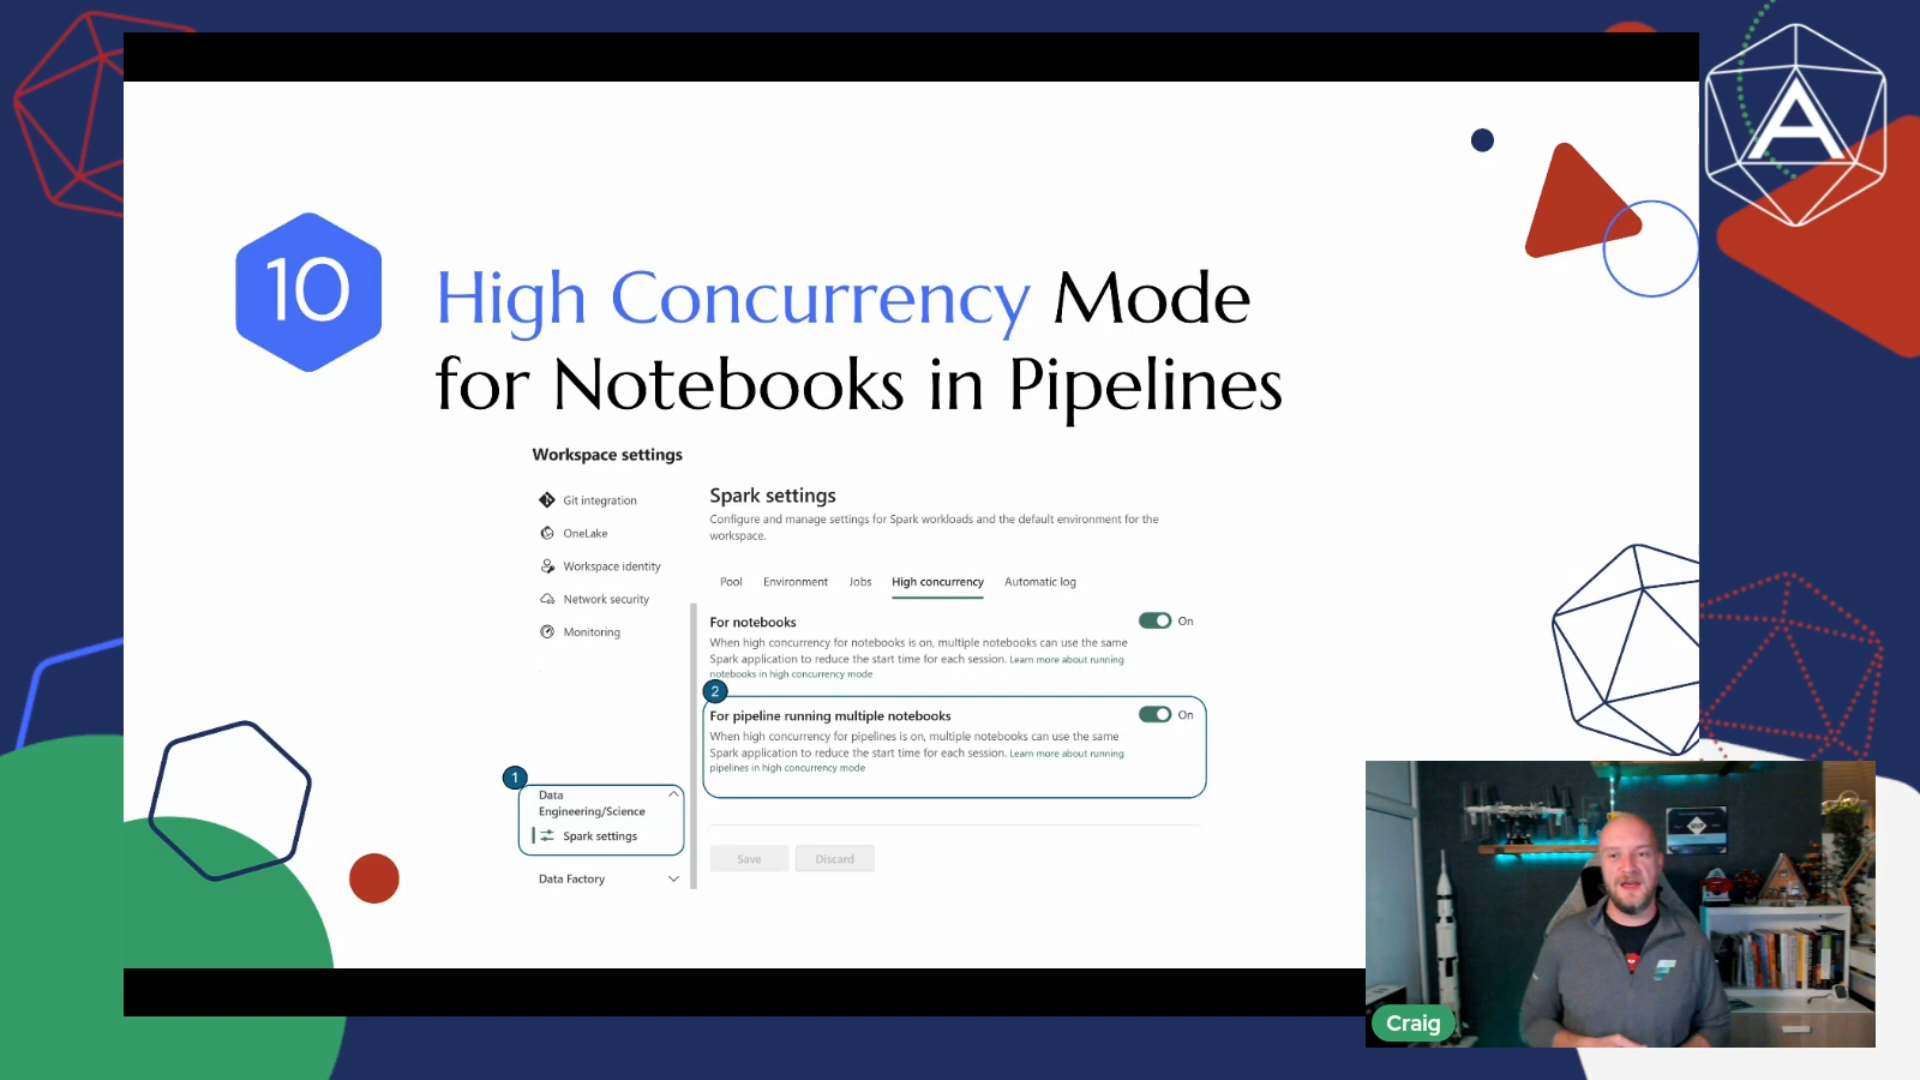 A
10
High Concurrency Mode
for Notebooks in Pipelines
Workspace settings
Git integration
OneLake
Workspace identity
Network security
Monitoring
1
Data
Engineering/Science
Spark settings
Data Factory
Spark settings
Configure and manage settings for Spark workloads and the default environment for the
workspace.
Pool Environment Jobs High concurrency Automatic log
For notebooks On
When high concurrency for notebooks is on, multiple notebooks can use the same
Spark application to reduce the start time for each session. Learn more about running
notebooks in high concurrency mode
2
For pipeline running multiple notebooks On
When high concurrency for pipelines is on, multiple notebooks can use the same
Spark application to reduce the start time for each session. Learn more about running
pipelines in high concurrency mode
Save Discard
Craig